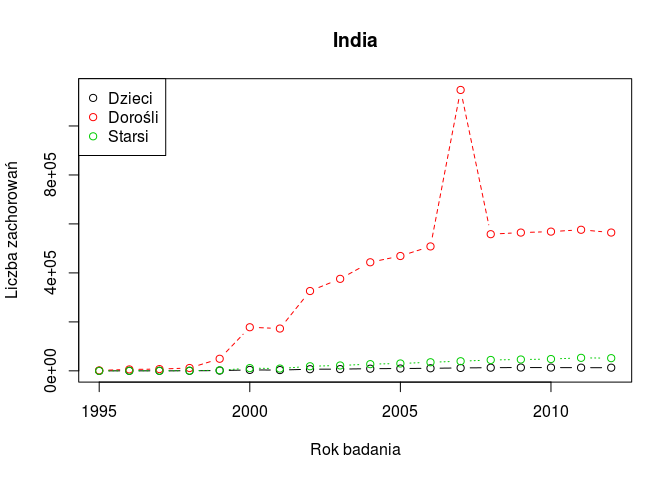 India
Dzieci
Dorośli
Starsi
Liczba zachorowań
8e+05
4e+05
0e+00
1995 2000 2005 2010
Rok badania